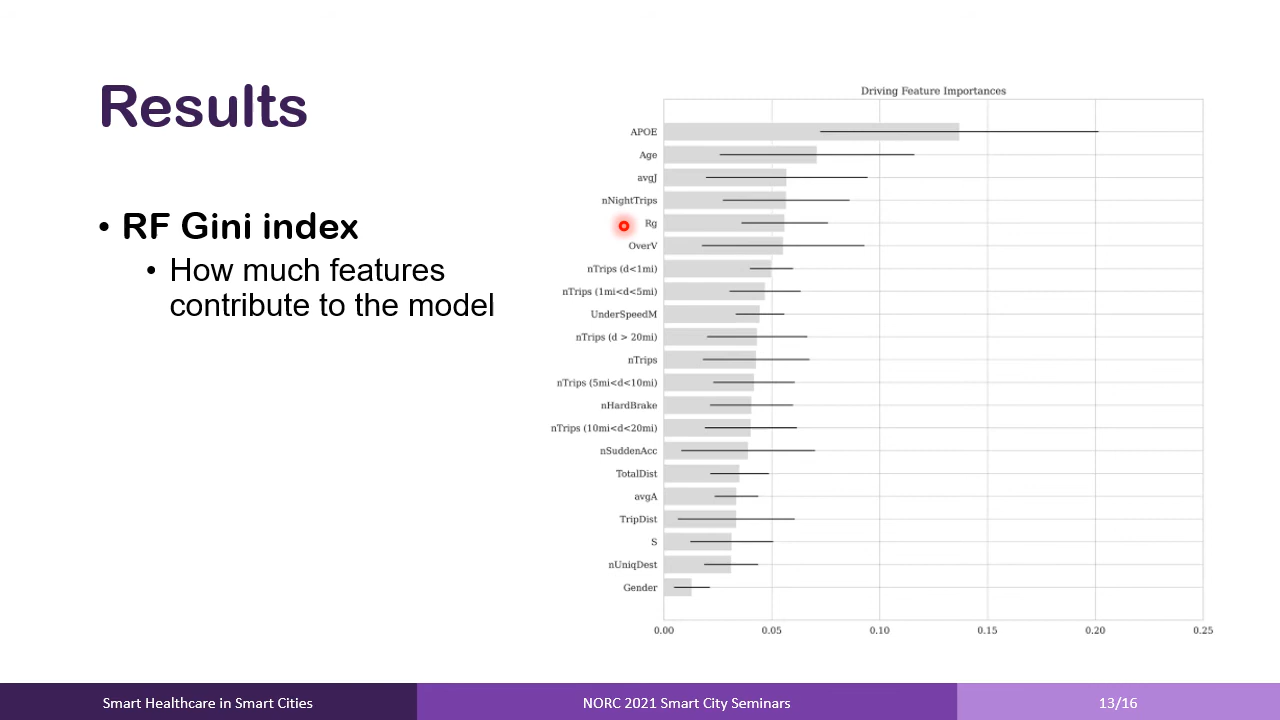 Results
• RF Gini index
• How much features
contribute to the model
Driving Feature Importances
APOE
Age
avgJ
nNightTrips
Rg
OverV
nTrips (d<1mi)
nTrips (1mi<d<5mi)
UnderSpeedM
nTrips (d > 20mi)
nTrips
nTrips (5mi<d<10mi)
nHardBrake
nTrips (10mi<d<20mi)
nSuddenAcc
TotalDist
avgA
TripDist
S
nUniqDest
Gender
0.00 0.05 0.10 0.15 0.20 0.25
Smart Healthcare in Smart Cities
NORC 2021 Smart City Seminars
13/16